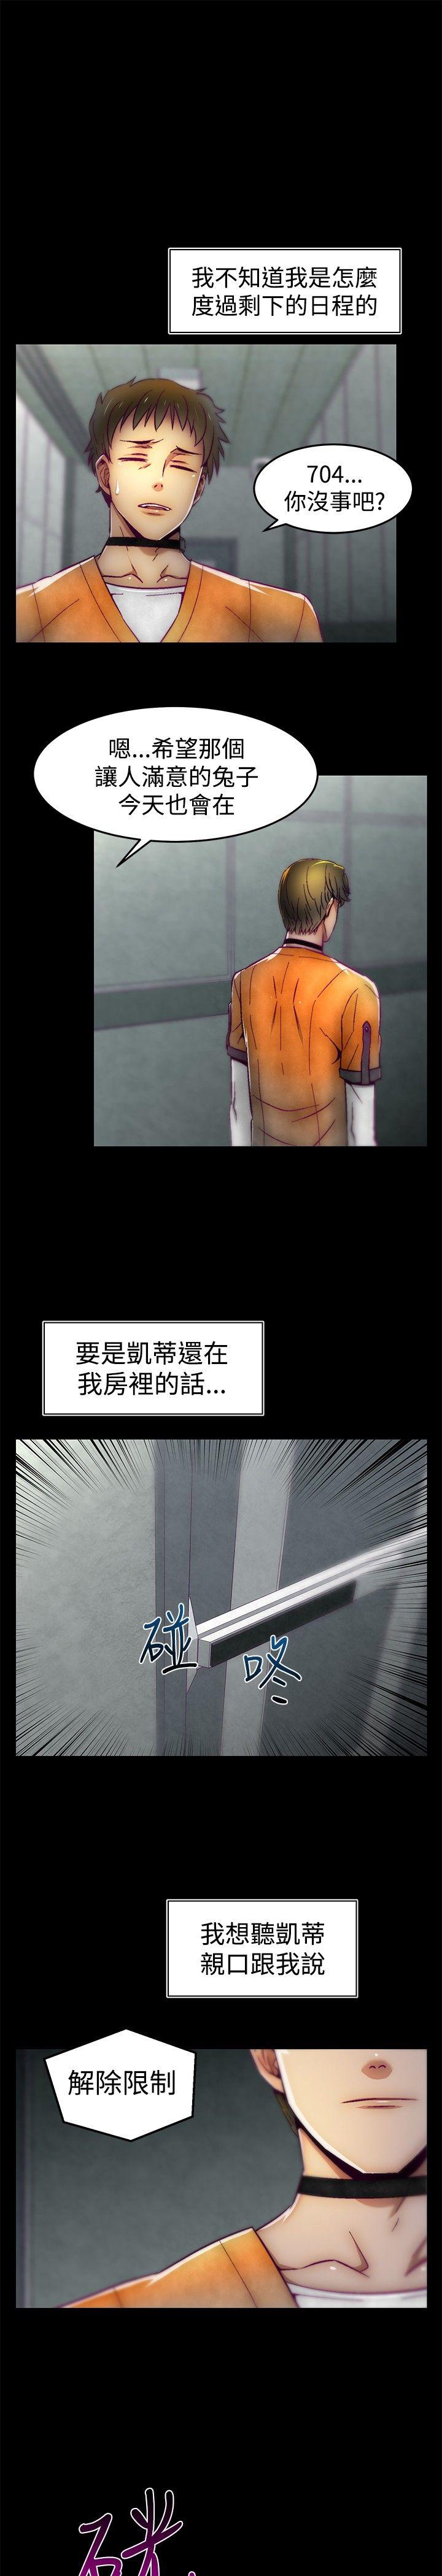 我不知道我是怎麼
度過剩下的日程的
704...
你沒事吧?
嗯...希望那個
讓人滿意的兔子
今天也會在
要是凱蒂還在
我房裡的話...
碰
咚
我想聽凱蒂
親口跟我說
解除限制